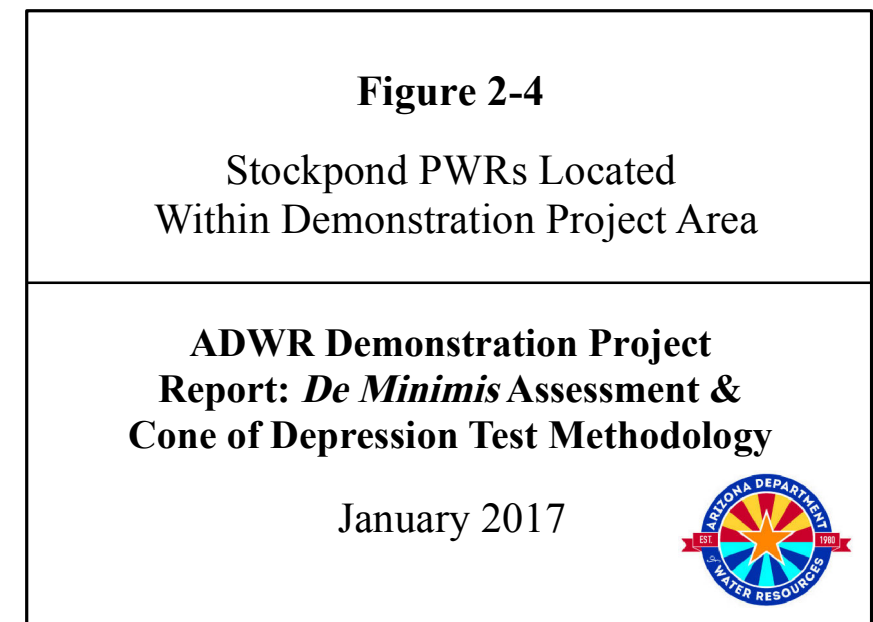 Figure 2-4
Stockpond PWRs Located
Within Demonstration Project Area
ADWR Demonstration Project
Report: De Minimis Assessment &
Cone of Depression Test Methodology
January 2017
ARIZONA DEPARTMENT
EST. 1980
of WATER RESOURCES